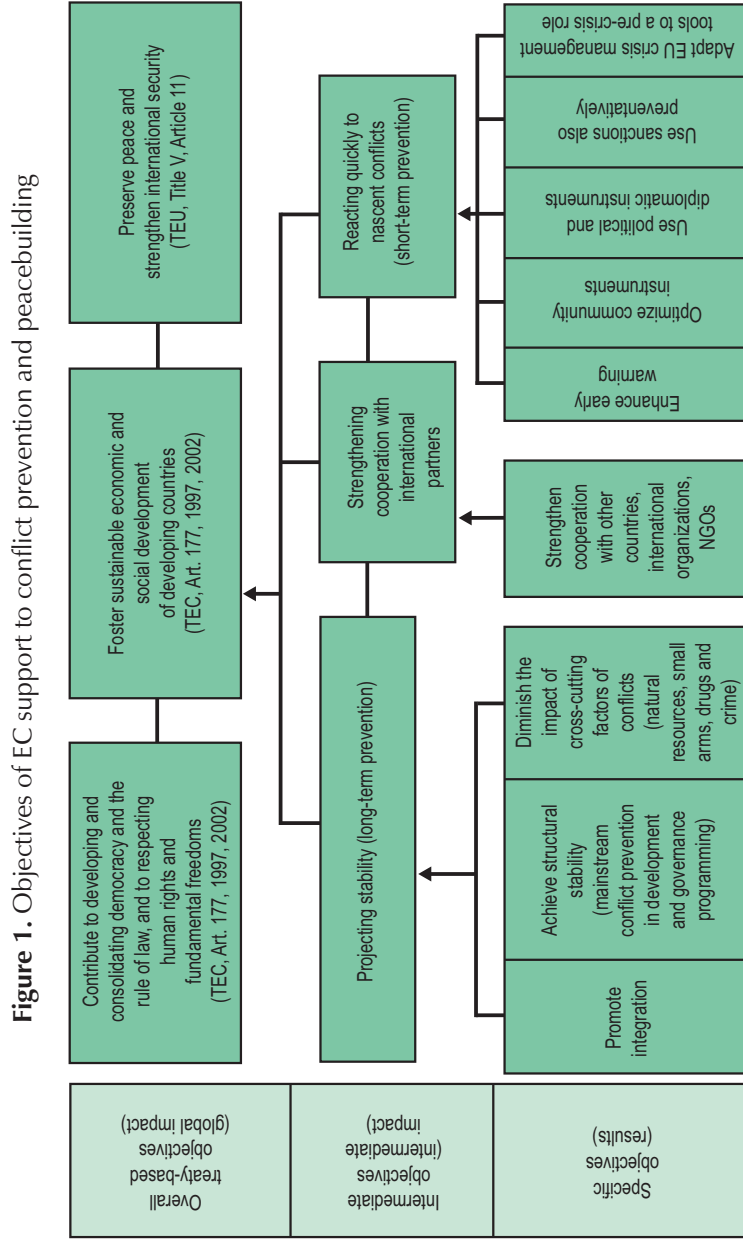 Figure 1. Objectives of EC support to conflict prevention and peacebuilding
Overall
treaty-based
objectives
(global impact)
Contribute to developing and
consolidating democracy and the
rule of law, and to respecting
human rights and
fundamental freedoms
(TEC, Art. 177, 1997, 2002)
Foster sustainable economic and
social development
of developing countries
(TEC, Art. 177, 1997, 2002)
Preserve peace and
strengthen international security
(TEU, Title V, Article 11)
Intermediate
objectives
(intermediate
impact)
Projecting stability (long-term prevention)
Strengthening
cooperation with
international
partners
Reacting quickly to
nascent conflicts
(short-term prevention)
Specific
objectives
(results)
Promote
integration
Achieve structural
stability
(mainstream
conflict prevention
in development
and governance
programming)
Diminish the
impact of
cross-cutting
factors of
conflicts
(natural
resources, small
arms, drugs and
crime)
Strengthen
cooperation
with other
countries,
international
organizations,
NGOs
Enhance early
warning
Optimize community
instruments
Use political and
diplomatic instruments
Use sanctions also
preventatively
Adapt EU crisis management
tools to a pre-crisis role